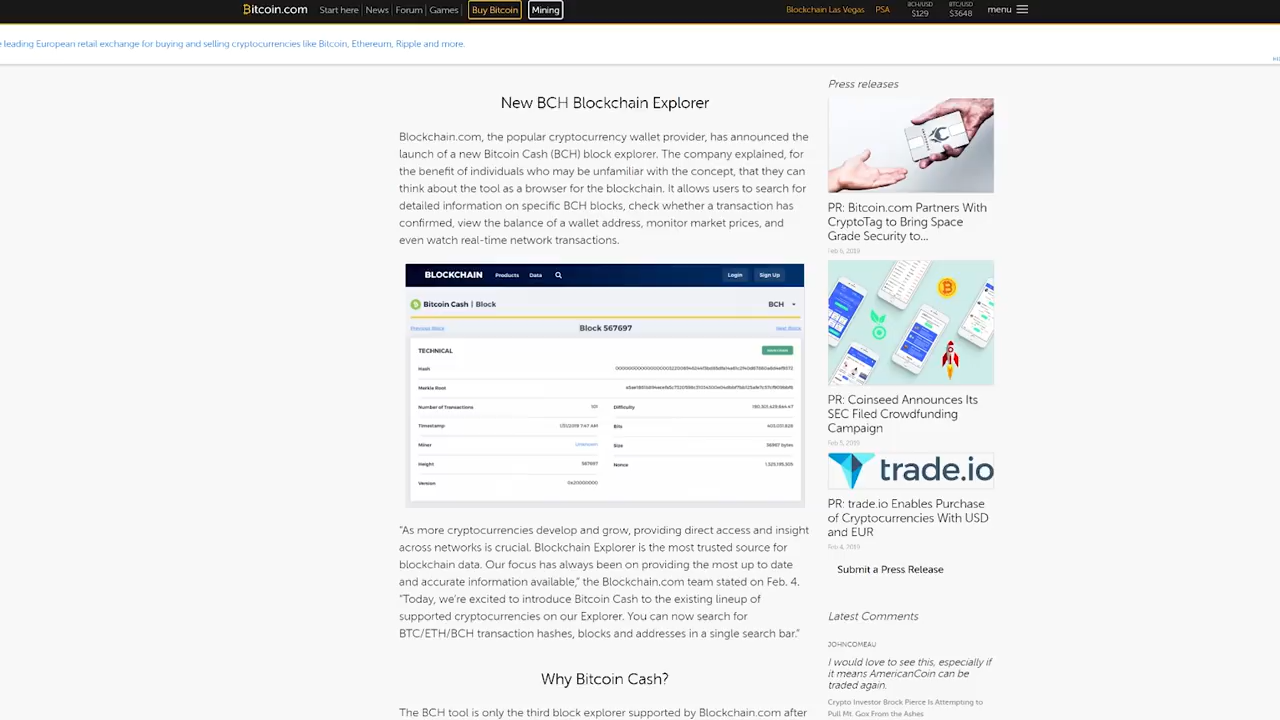 Bitcoin.com Start here News Forum Games Buy Bitcoin Mining Blockchain Las Vegas PSA BCH/USD $129 BTC/USD $3648 menu
leading European retail exchange for buying and selling cryptocurrencies like Bitcoin, Ethereum, Ripple and more.
New BCH Blockchain Explorer
Blockchain.com, the popular cryptocurrency wallet provider, has announced the
launch of a new Bitcoin Cash (BCH) block explorer. The company explained, for
the benefit of individuals who may be unfamiliar with the concept, that they can
think about the tool as a browser for the blockchain. It allows users to search for
detailed information on specific BCH blocks, check whether a transaction has
confirmed, view the balance of a wallet address, monitor market prices, and
even watch real-time network transactions.
BLOCKCHAIN Products Data Login Sign Up
Bitcoin Cash | Block BCH
Previous Block Block 567697 Next Block
TECHNICAL
Hash
Merkle Root
Number of Transactions 101 Difficulty
Timestamp Bits
Miner Unknown Size
Height 567697 Nonce
Version
"As more cryptocurrencies develop and grow, providing direct access and insight
across networks is crucial. Blockchain Explorer is the most trusted source for
blockchain data. Our focus has always been on providing the most up to date
and accurate information available," the Blockchain.com team stated on Feb. 4.
"Today, we're excited to introduce Bitcoin Cash to the existing lineup of
supported cryptocurrencies on our Explorer. You can now search for
BTC/ETH/BCH transaction hashes, blocks and addresses in a single search bar."
Why Bitcoin Cash?
The BCH tool is only the third block explorer supported by Blockchain.com after
Press releases
PR: Bitcoin.com Partners With
CryptoTag to Bring Space
Grade Security to...
Feb 5, 2019
PR: Coinseed Announces Its
SEC Filed Crowdfunding
Campaign
Feb 5, 2019
trade.io
PR: trade.io Enables Purchase
of Cryptocurrencies With USD
and EUR
Feb 4, 2019
Submit a Press Release
Latest Comments
JOHNCOMEAU
I would love to see this, especially if
it means AmericanCoin can be
traded again.
Crypto Investor Brock Pierce Is Attempting to
Pull Mt. Gox From the Ashes